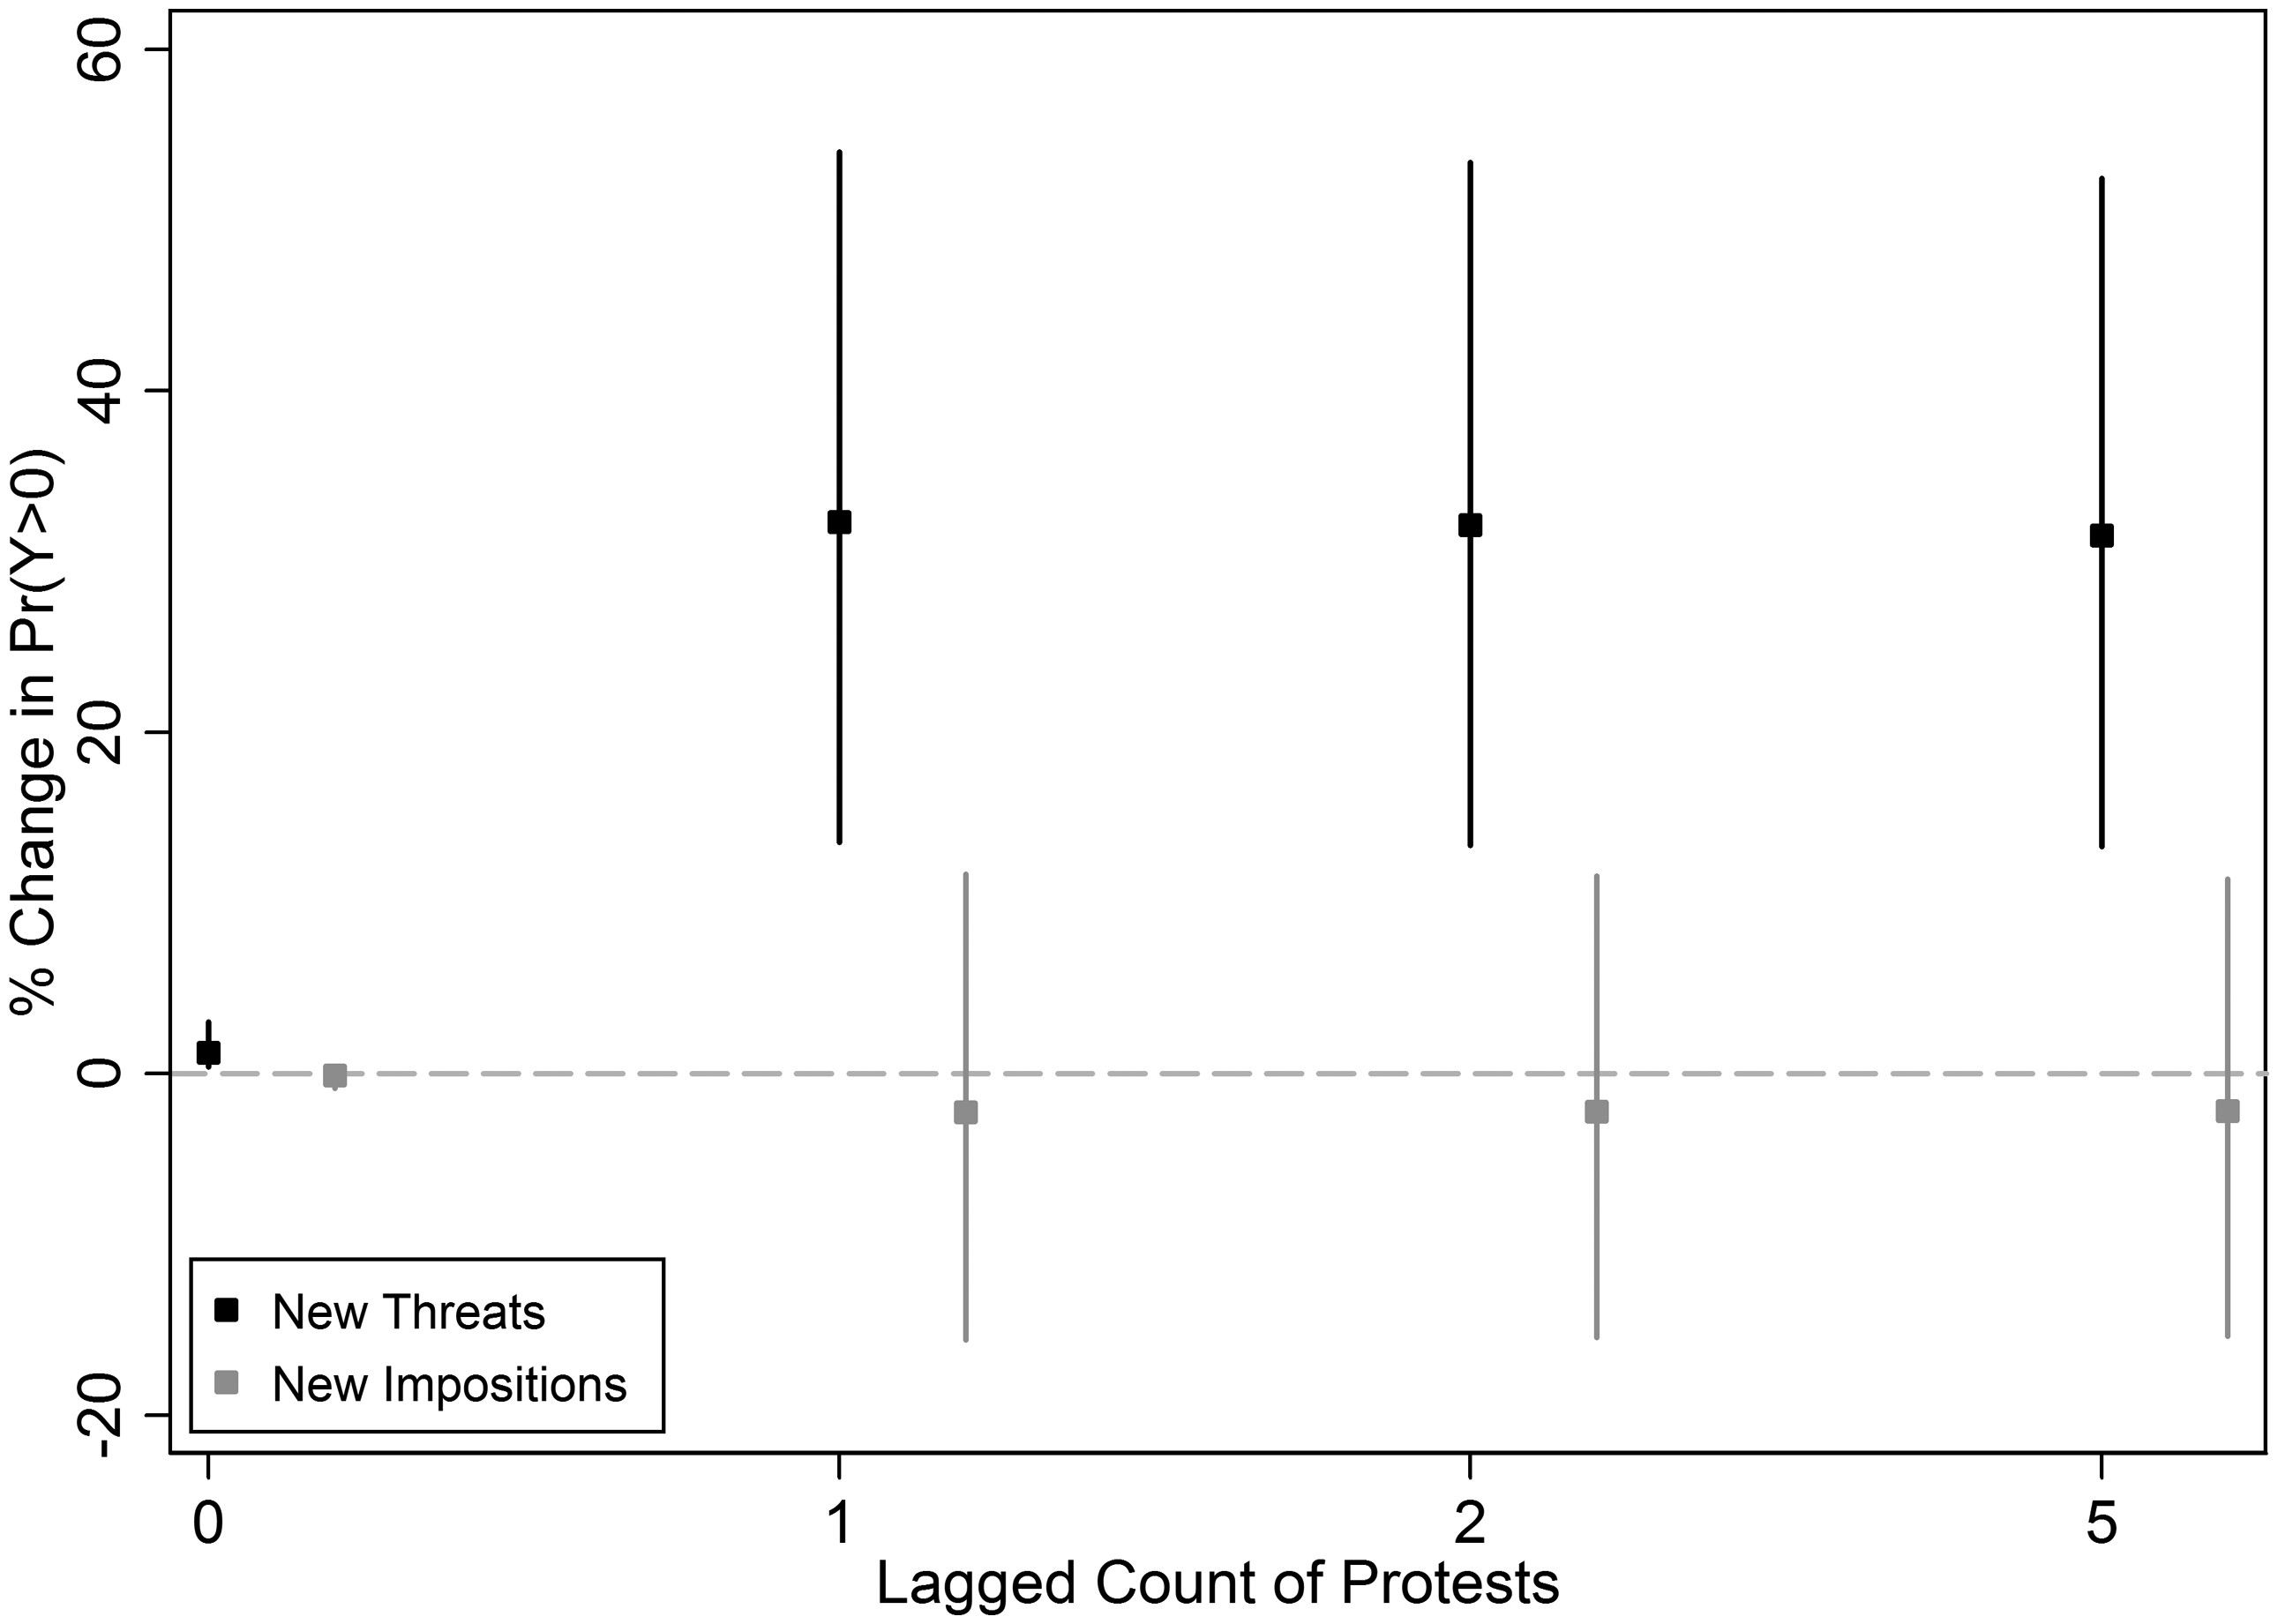 % Change in Pr(Y>0)
60
40
20
0
-20
New Threats
New Impositions
0 1 2 5
Lagged Count of Protests